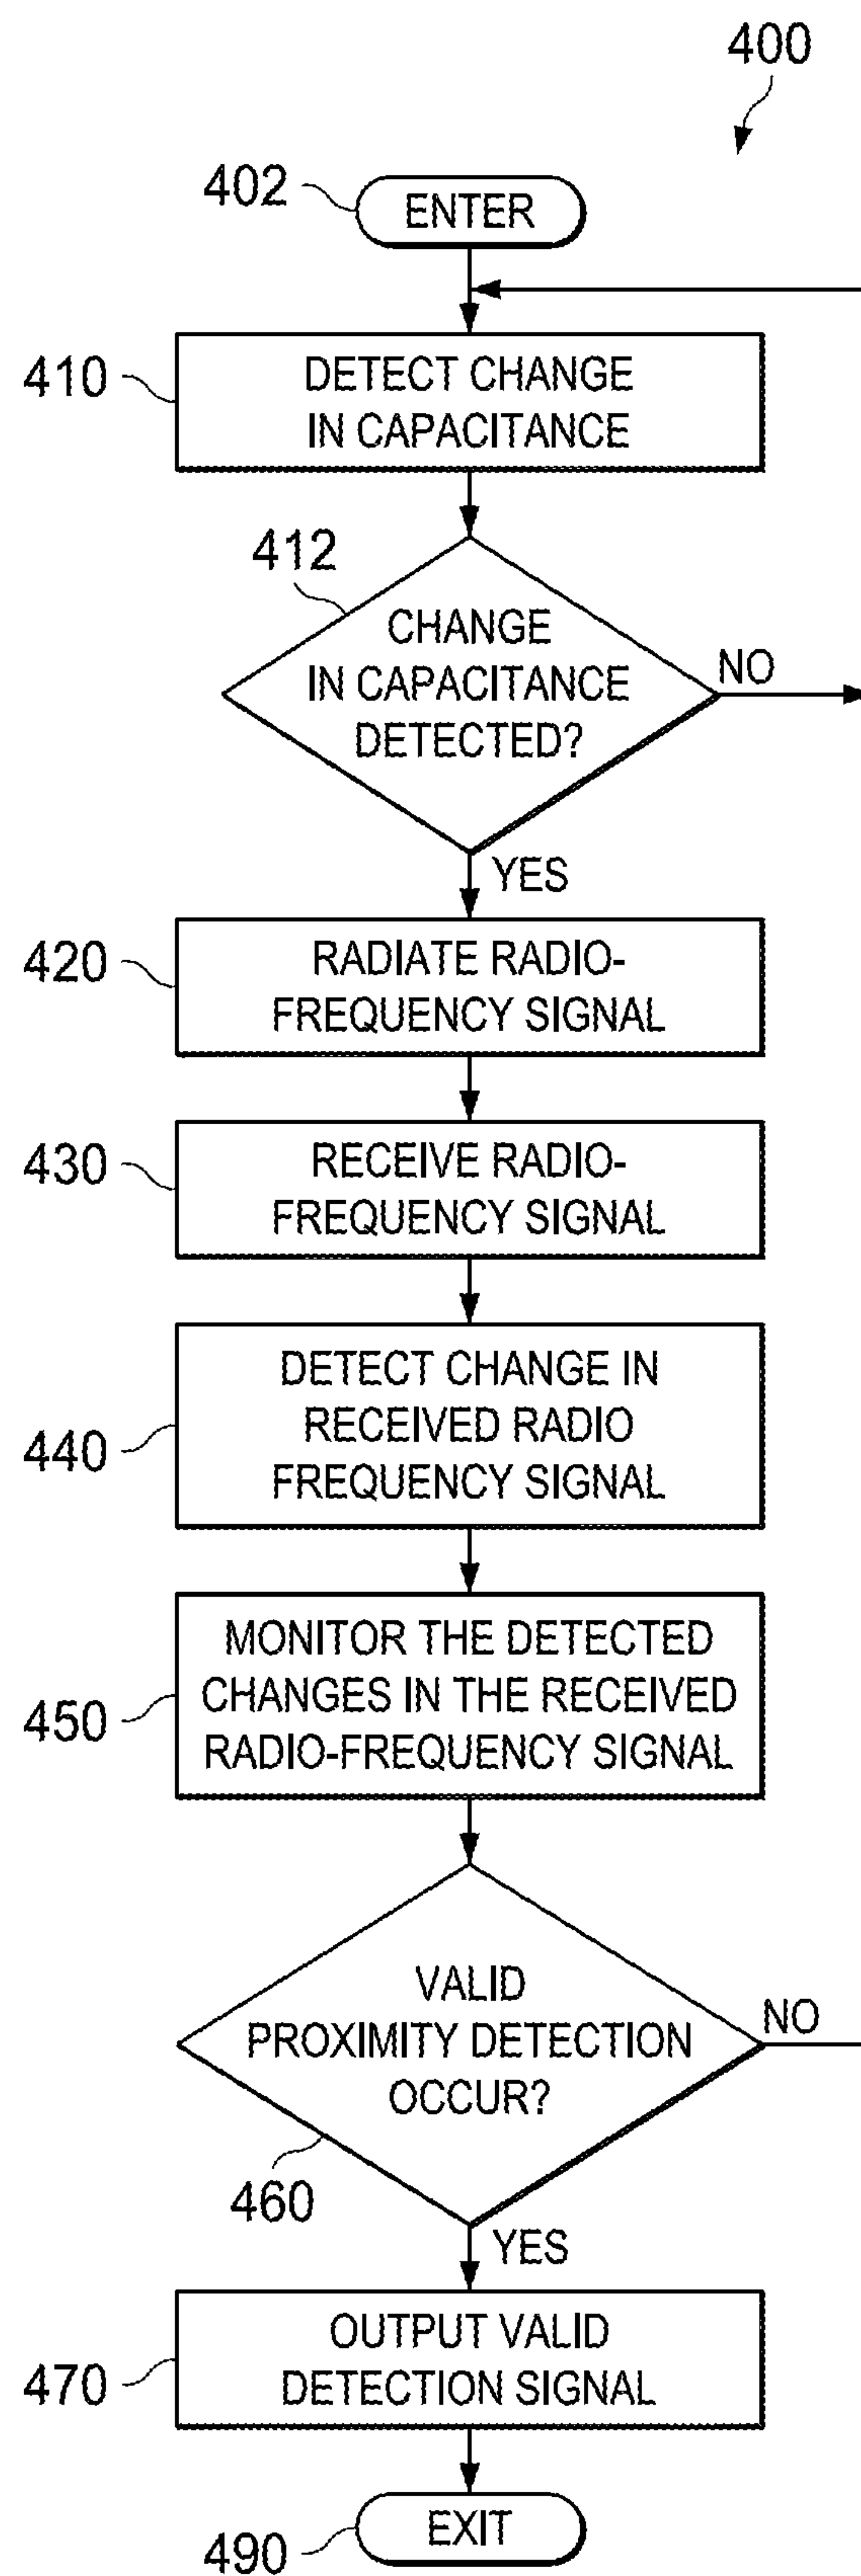 400
402
ENTER
410
DETECT CHANGE
IN CAPACITANCE
412
CHANGE
IN CAPACITANCE
DETECTED?
NO
YES
420
RADIATE RADIO-
FREQUENCY SIGNAL
430
RECEIVE RADIO-
FREQUENCY SIGNAL
440
DETECT CHANGE IN
RECEIVED RADIO
FREQUENCY SIGNAL
450
MONITOR THE DETECTED
CHANGES IN THE RECEIVED
RADIO-FREQUENCY SIGNAL
VALID
PROXIMITY DETECTION
OCCUR?
NO
460
YES
470
OUTPUT VALID
DETECTION SIGNAL
490
EXIT